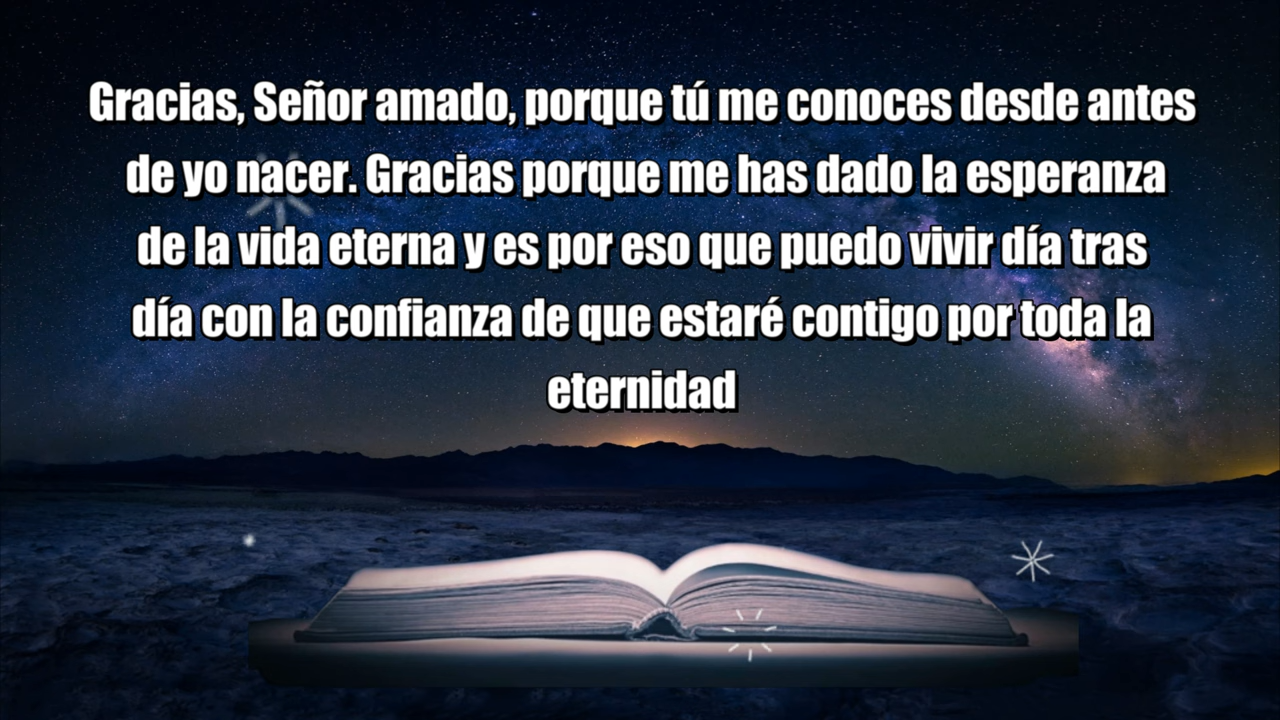 Gracias, Señor amado, porque tú me conoces desde antes
de yo nacer. Gracias porque me has dado la esperanza
de la vida eterna y es por eso que puedo vivir día tras
día con la confianza de que estaré contigo por toda la
eternidad